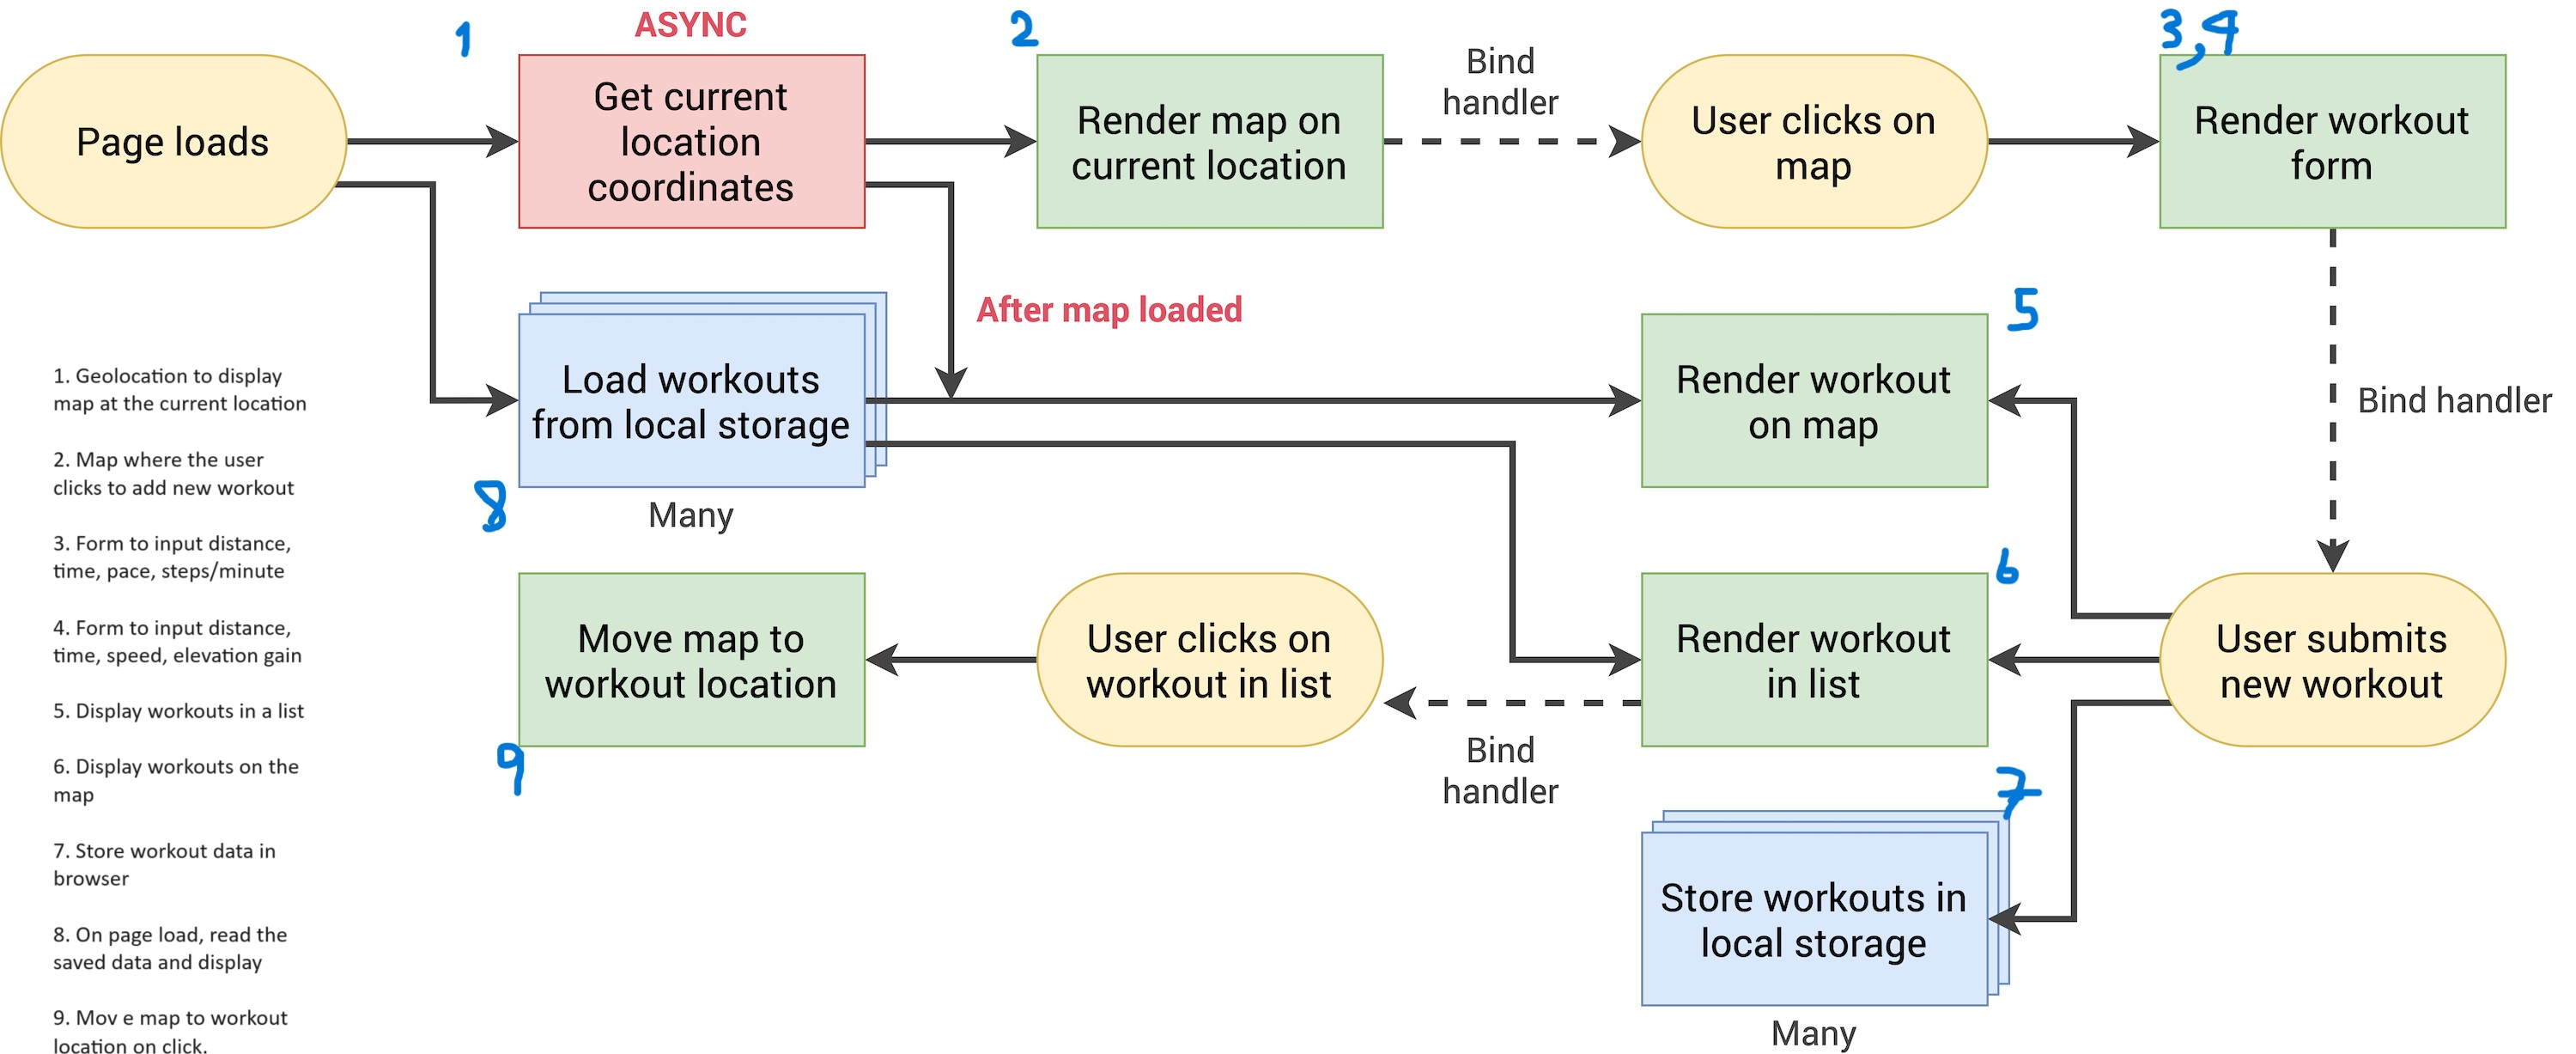 1
ASYNC
2
3,4
Page loads
Get current
location
coordinates
Render map on
current location
Bind
handler
User clicks on
map
Render workout
form
After map loaded
5
Load workouts
from local storage
Render workout
on map
Bind handler
8
Many
6
Move map to
workout location
User clicks on
workout in list
Render workout
in list
User submits
new workout
9
Bind
handler
7
Store workouts in
local storage
Many
1. Geolocation to display
map at the current location
2. Map where the user
clicks to add new workout
3. Form to input distance,
time, pace, steps/minute
4. Form to input distance,
time, speed, elevation gain
5. Display workouts in a list
6. Display workouts on the
map
7. Store workout data in
browser
8. On page load, read the
saved data and display
9. Mov e map to workout
location on click.